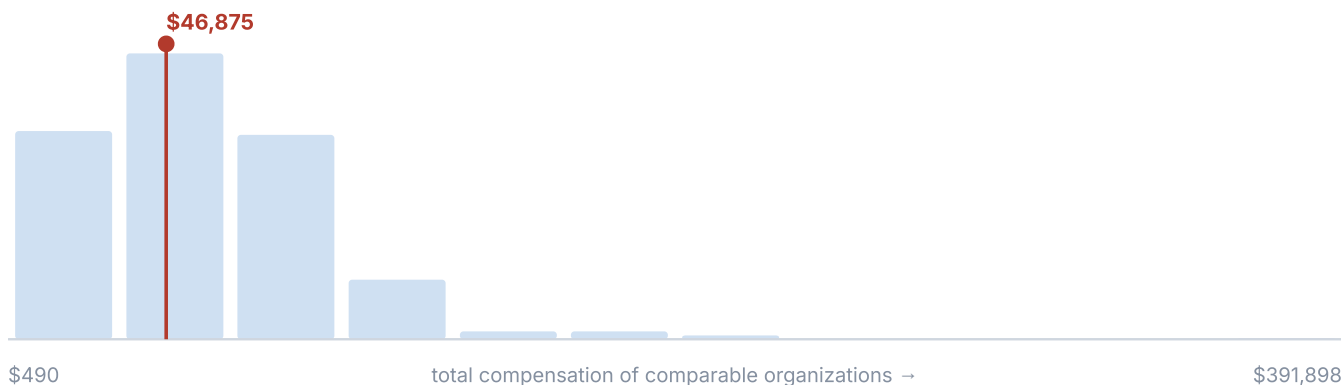 $46,875
$490 total compensation of comparable organizations → $391,898